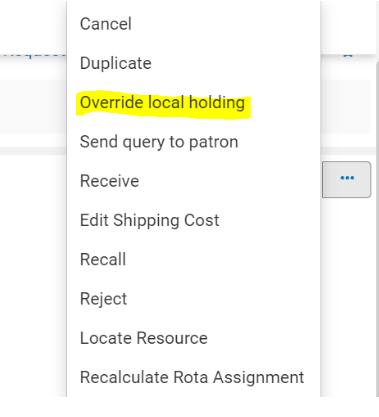 Cancel
Duplicate
Override local holding
Send query to patron
Receive
Edit Shipping Cost
Recall
Reject
Locate Resource
Recalculate Rota Assignment